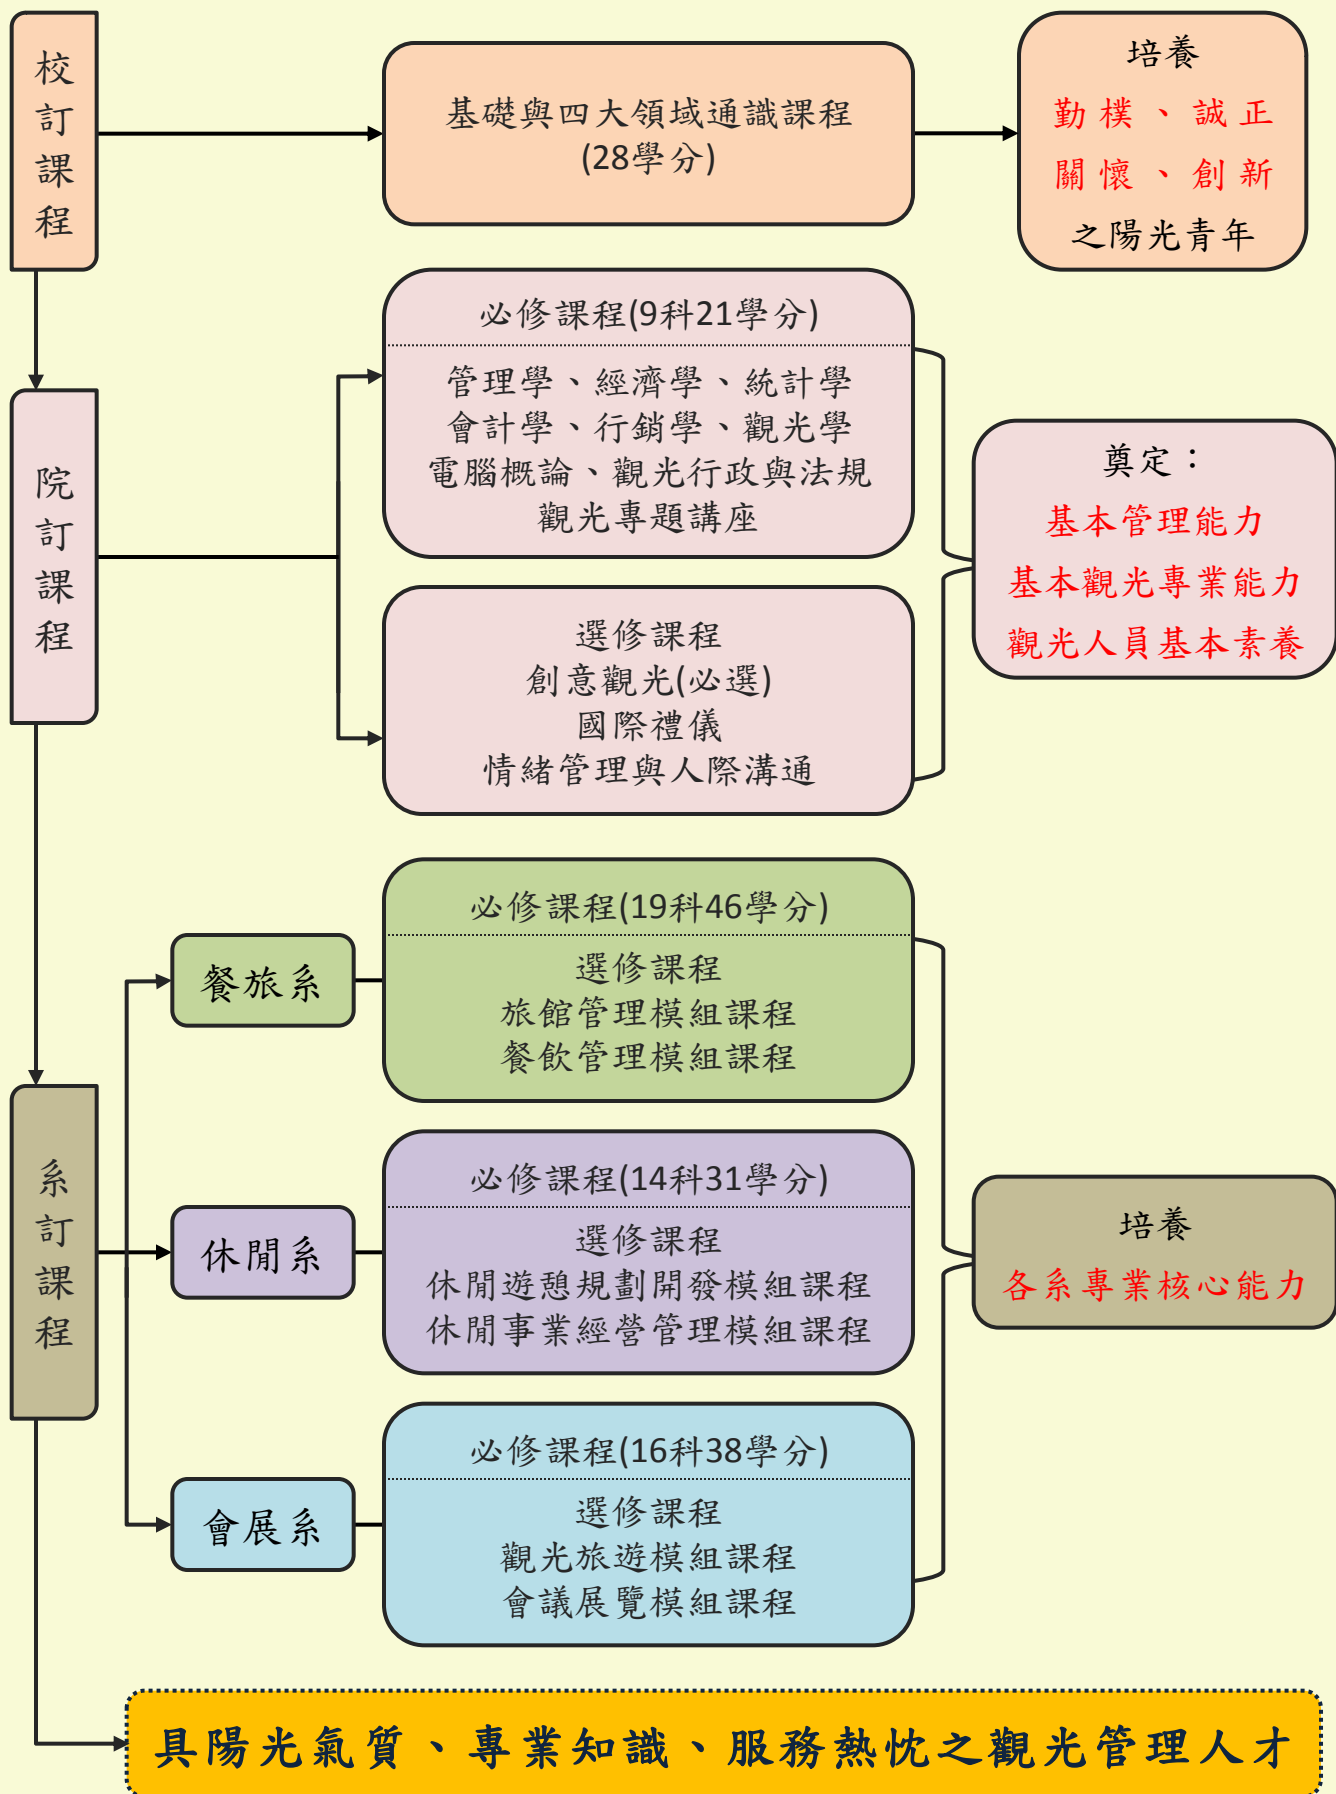 校訂課程
基礎與四大領域通識課程
(28學分)
培養
勤樸、誠正
關懷、創新
之陽光青年
院訂課程
必修課程(9科21學分)
管理學、經濟學、統計學
會計學、行銷學、觀光學
電腦概論、觀光行政與法規
觀光專題講座
選修課程
創意觀光(必選)
國際禮儀
情緒管理與人際溝通
奠定：
基本管理能力
基本觀光專業能力
觀光人員基本素養
系訂課程
餐旅系
必修課程(19科46學分)
選修課程
旅館管理模組課程
餐飲管理模組課程
休閒系
必修課程(14科31學分)
選修課程
休閒遊憩規劃開發模組課程
休閒事業經營管理模組課程
會展系
必修課程(16科38學分)
選修課程
觀光旅遊模組課程
會議展覽模組課程
培養
各系專業核心能力
具陽光氣質、專業知識、服務熱忱之觀光管理人才